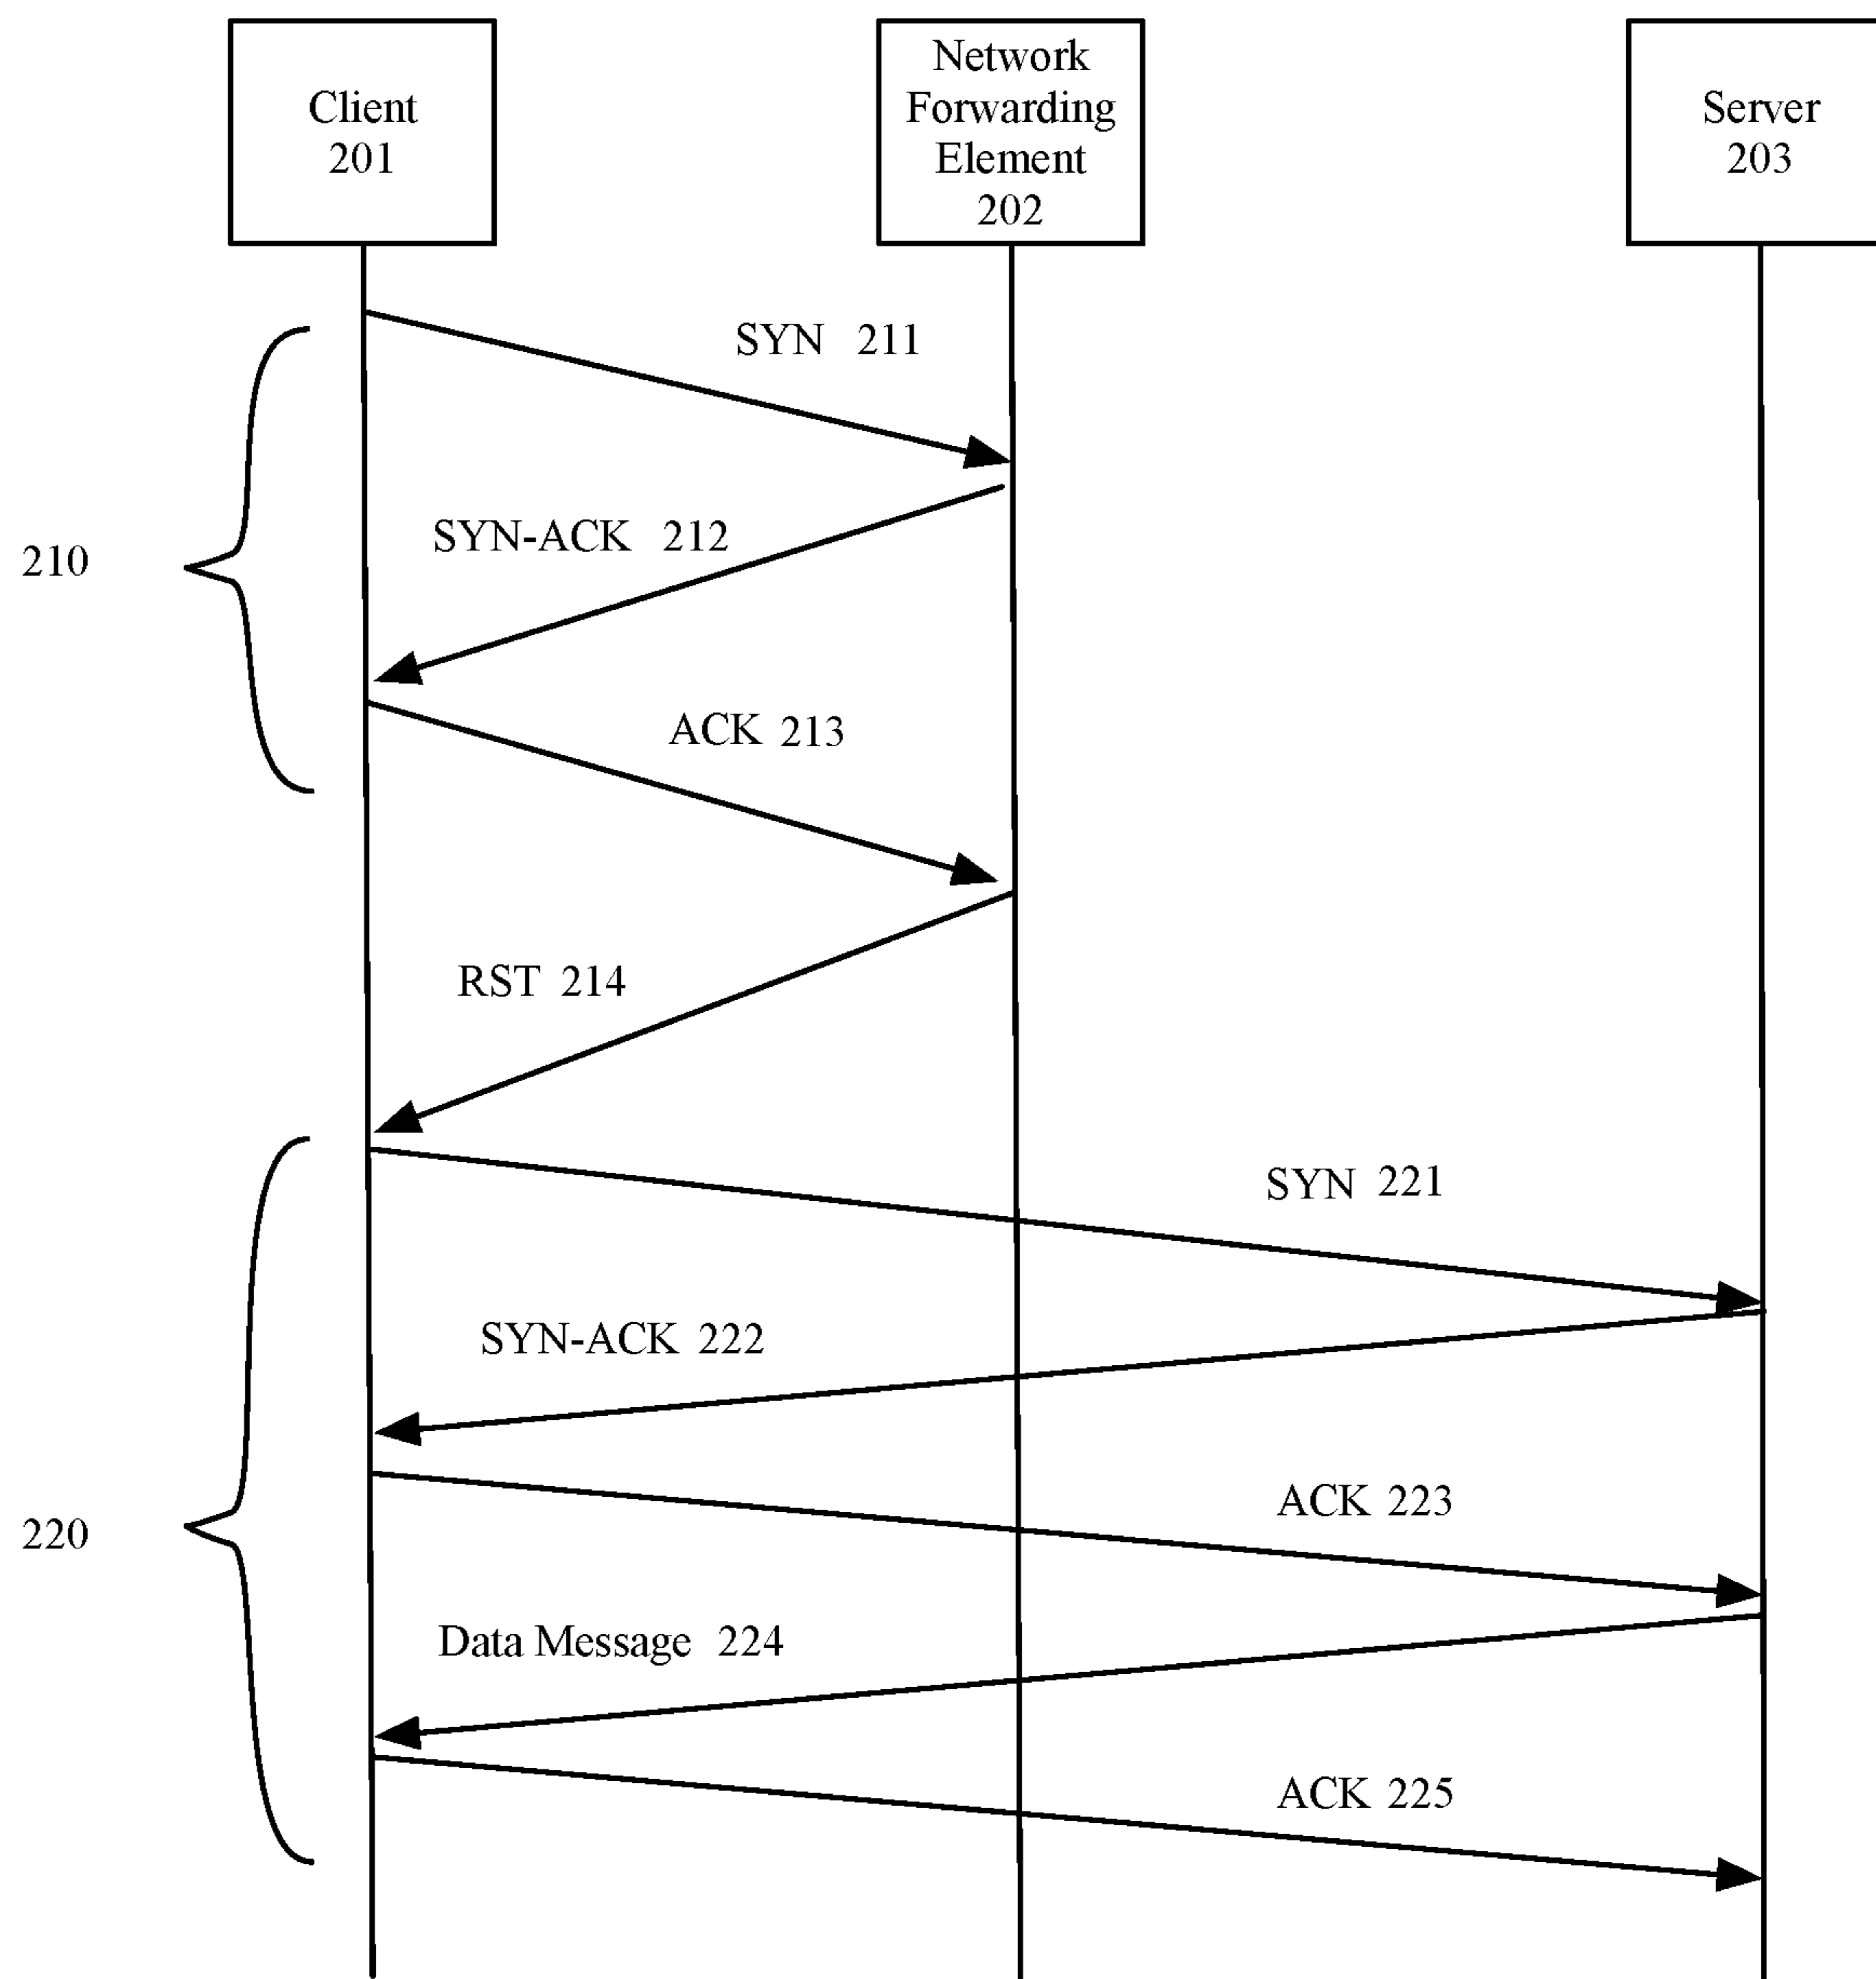 Client
201
Network
Forwarding
Element
202
Server
203
SYN 211
SYN-ACK 212
210
ACK 213
RST 214
SYN 221
SYN-ACK 222
ACK 223
220
Data Message 224
ACK 225